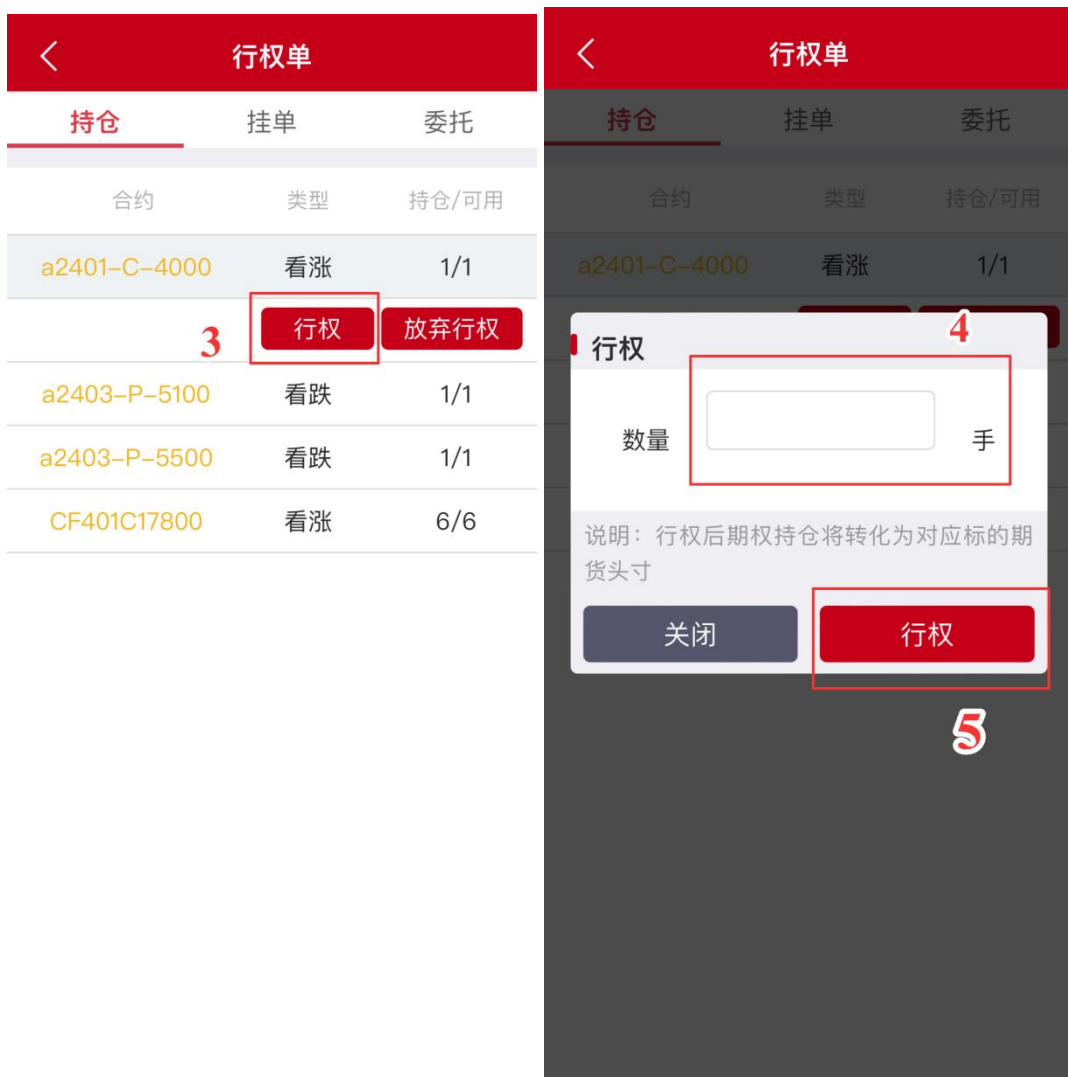 行权单
持仓 挂单 委托
合约 类型 持仓/可用
a2401-C-4000 看涨 1/1
3 行权 放弃行权
a2403-P-5100 看跌 1/1
a2403-P-5500 看跌 1/1
CF401C17800 看涨 6/6
行权单
持仓 挂单 委托
合约 类型 持仓/可用
a2401-C-4000 看涨 1/1
4
行权
数量 手
说明：行权后期权持仓将转化为对应标的期
货头寸
关闭 行权
5